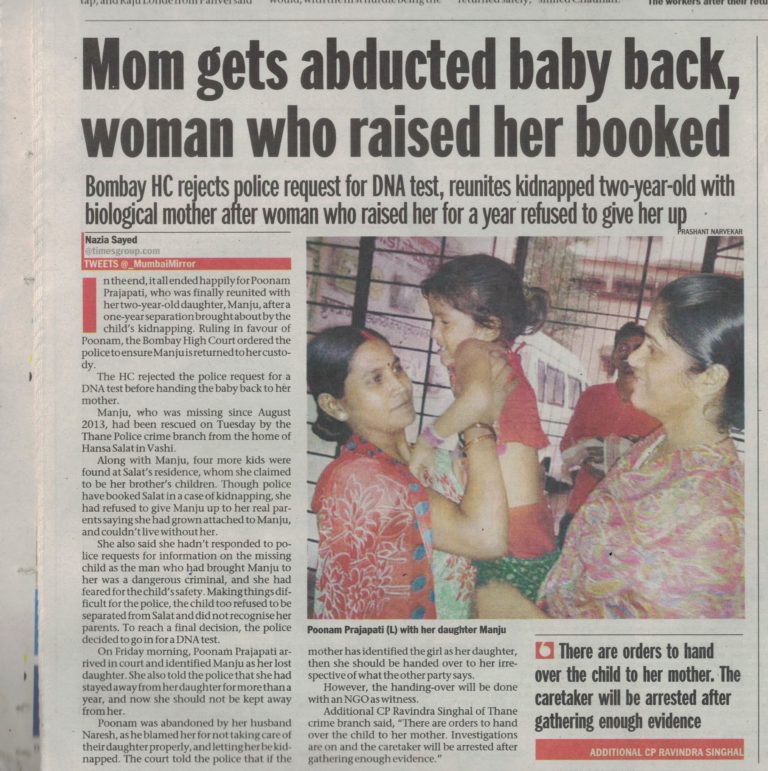 tap, and Raju Londe from Panvel said
The workers after their retu
Mom gets abducted baby back,
woman who raised her booked
Bombay HC rejects police request for DNA test, reunites kidnapped two-year-old with
biological mother after woman who raised her for a year refused to give her up
PRASHANT NARVEKAR
Nazia Sayed
@timesgroup.com
TWEETS @_MumbaiMirror
In the end, it all ended happily for Poonam
Prajapati, who was finally reunited with
her two-year-old daughter, Manju, after a
one-year separation brought about by the
child's kidnapping. Ruling in favour of
Poonam, the Bombay High Court ordered the
police to ensure Manju is returned to her custo-
dy.
The HC rejected the police request for a
DNA test before handing the baby back to her
mother.
Manju, who was missing since August
2013, had been rescued on Tuesday by the
Thane Police crime branch from the home of
Hansa Salat in Vashi.
Along with Manju, four more kids were
found at Salat's residence, whom she claimed
to be her brother's children. Though police
have booked Salat in a case of kidnapping, she
had refused to give Manju up to her real par-
ents saying she had grown attached to Manju,
and couldn't live without her.
She also said she hadn't responded to po-
lice requests for information on the missing
child as the man who had brought Manju to
her was a dangerous criminal, and she had
feared for the child's safety. Making things dif-
ficult for the police, the child too refused to be
separated from Salat and did not recognise her
parents. To reach a final decision, the police
decided to go in for a DNA test.
On Friday morning, Poonam Prajapati ar-
rived in court and identified Manju as her lost
daughter. She also told the police that she had
stayed away from her daughter for more than a
year, and now she should not be kept away
from her.
Poonam was abandoned by her husband
Naresh, as he blamed her for not taking care of
their daughter properly, and letting her be kid-
napped. The court told the police that if the
Poonam Prajapati (L) with her daughter Manju
mother has identified the girl as her daughter,
then she should be handed over to her irre-
spective of what the other party says.
However, the handing-over will be done
with an NGO as witness.
Additional CP Ravindra Singhal of Thane
crime branch said, “There are orders to hand
over the child to her mother. Investigations
are on and the caretaker will be arrested after
gathering enough evidence.”
There are orders to hand
over the child to her mother. The
caretaker will be arrested after
gathering enough evidence
ADDITIONAL CP RAVINDRA SINGHAL